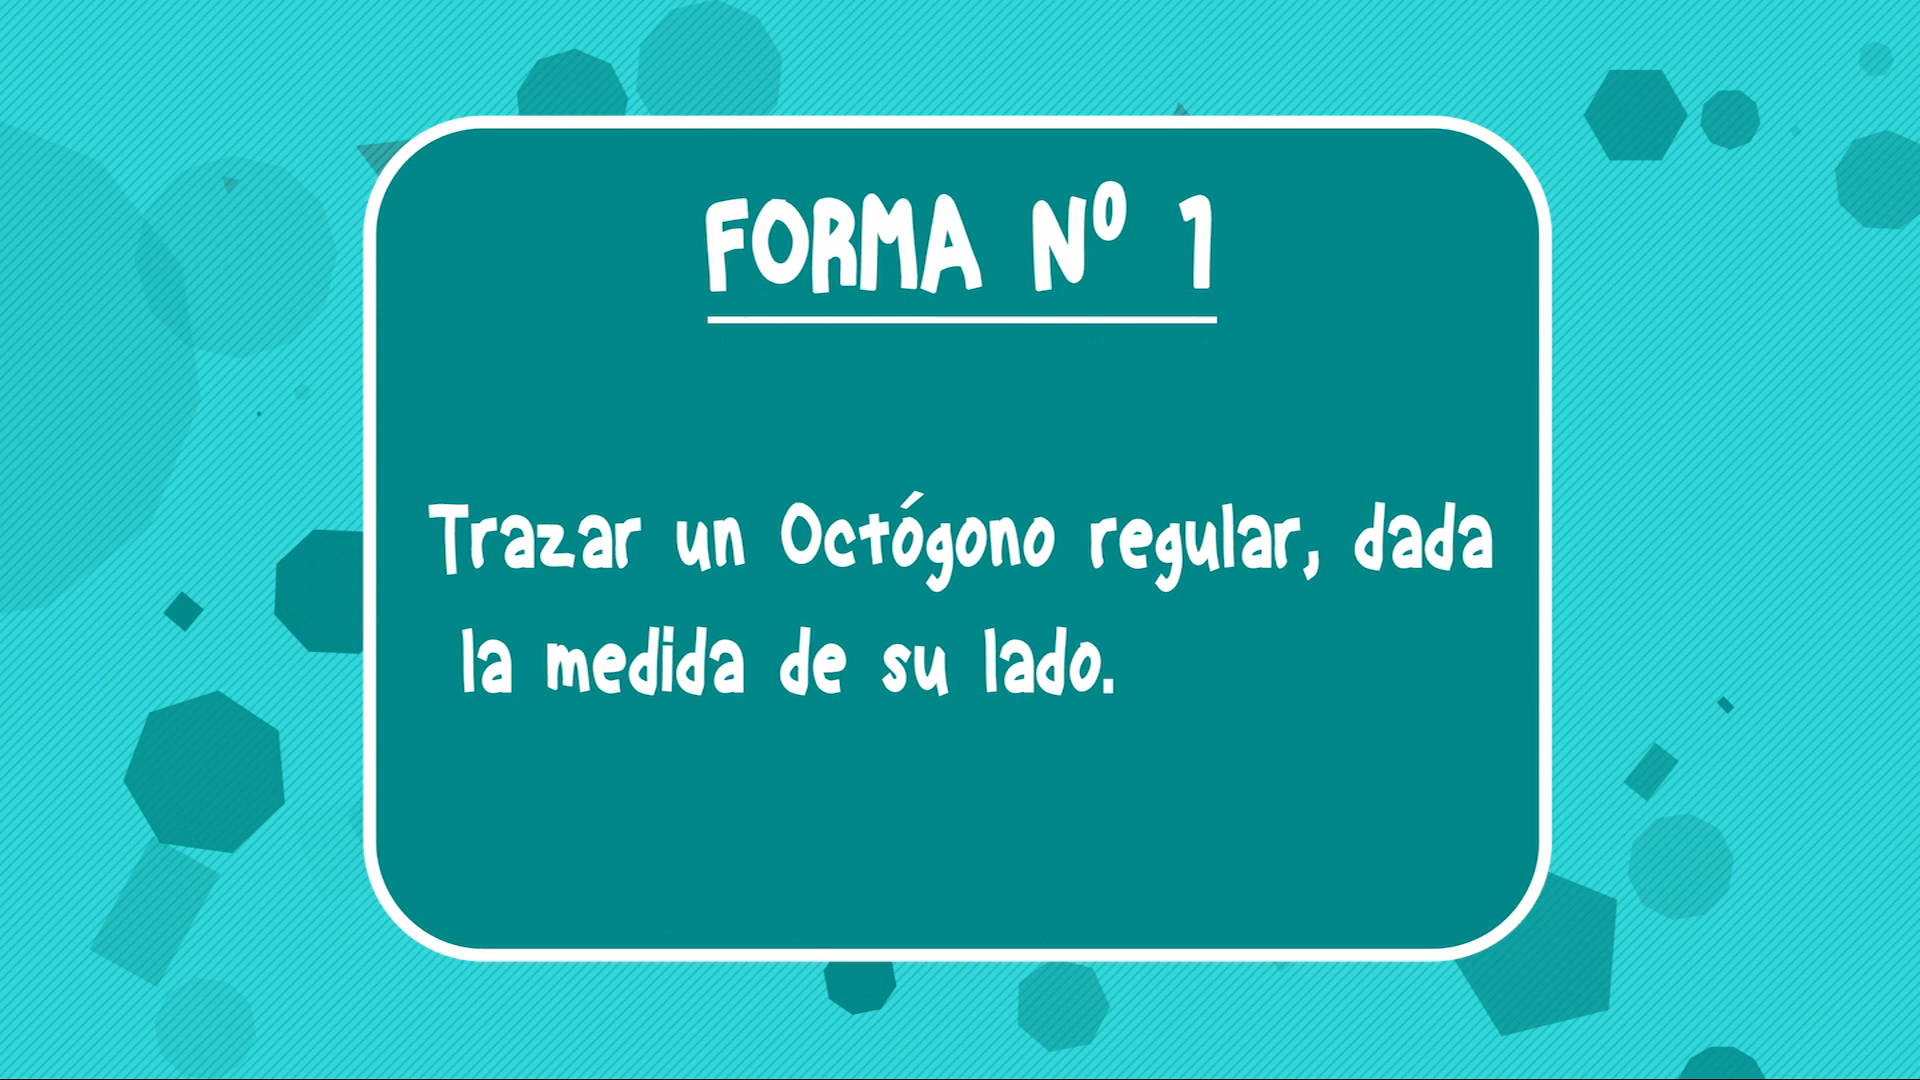 FORMA Nº 1
Trazar un Octógono regular, dada
la medida de su lado.